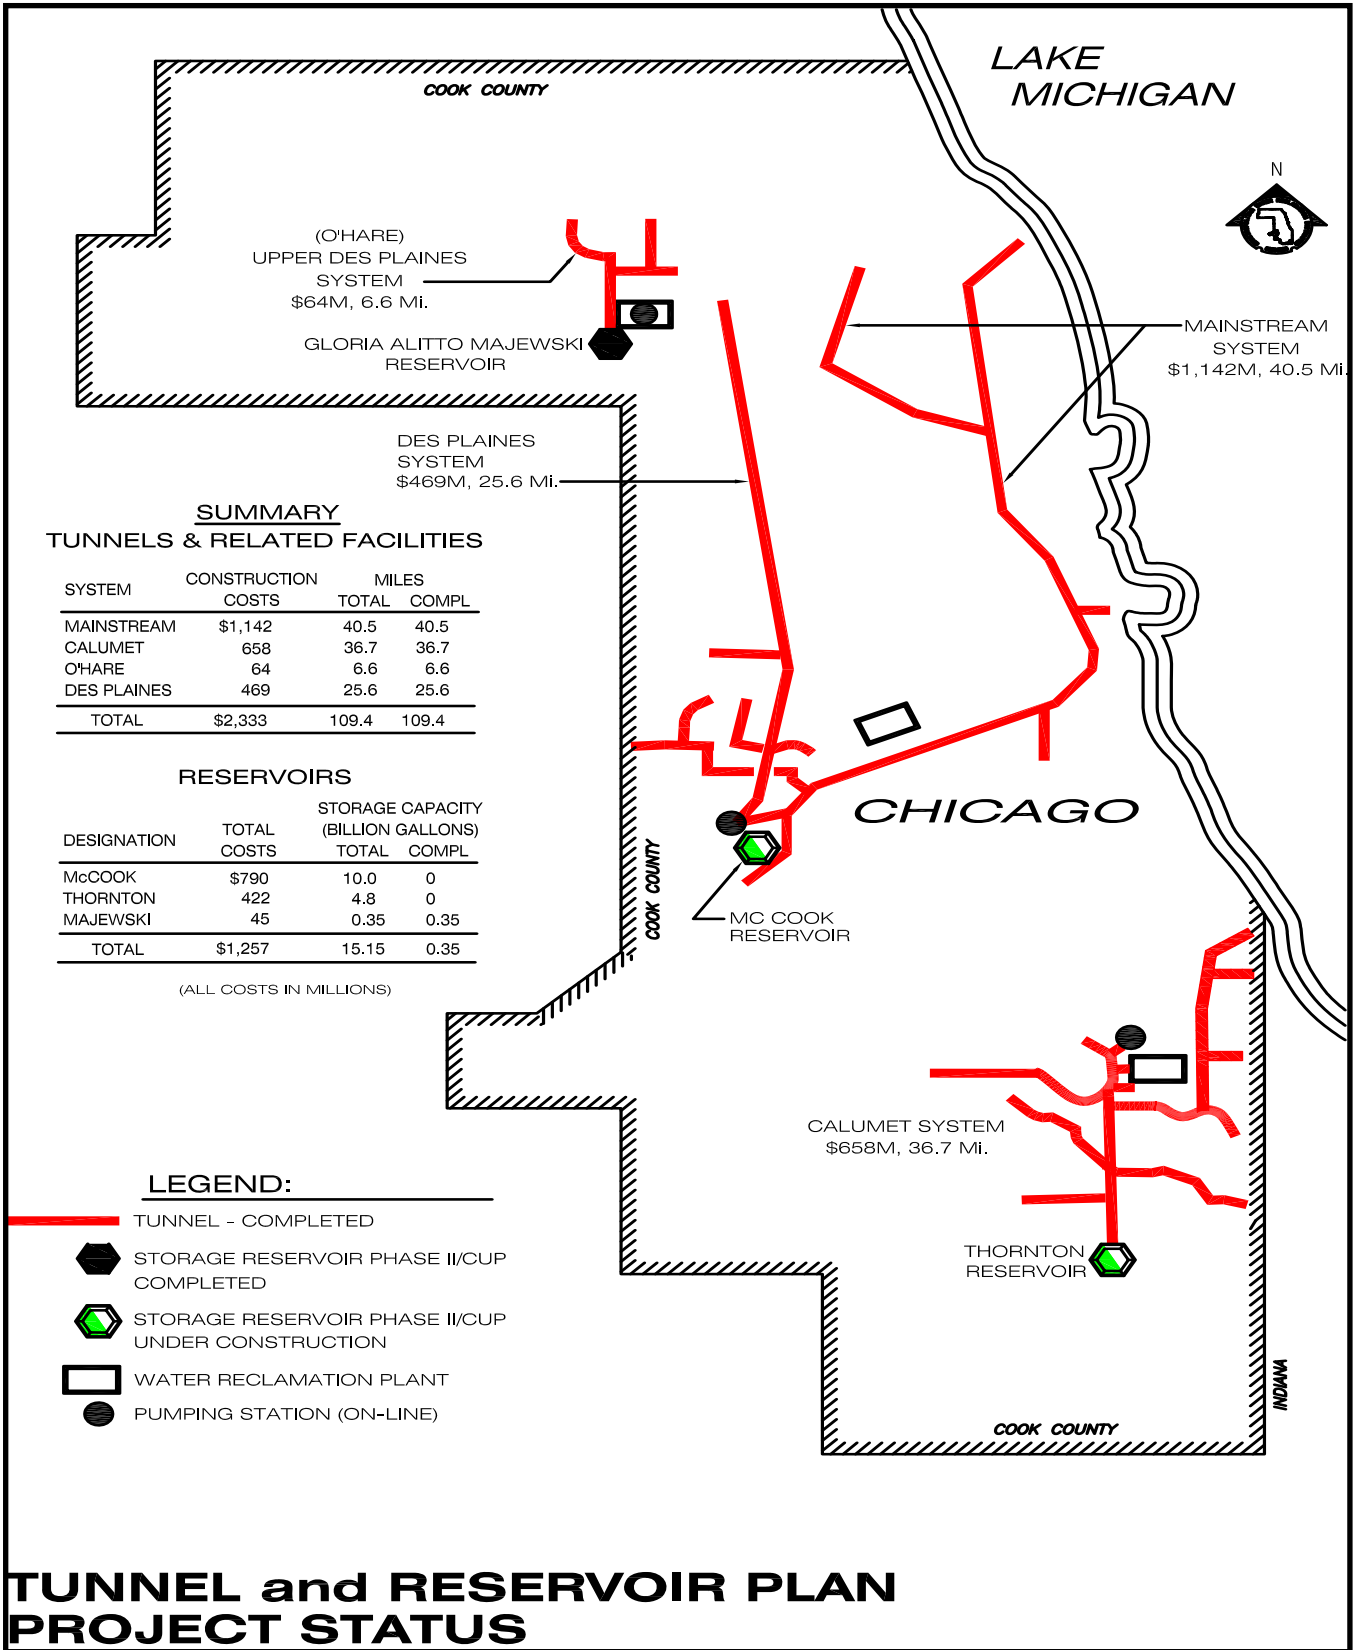 LAKE
MICHIGAN
COOK COUNTY
N
(O'HARE)
UPPER DES PLAINES
SYSTEM
$64M, 6.6 Mi.
GLORIA ALITTO MAJEWSKI
RESERVOIR
MAINSTREAM
SYSTEM
$1,142M, 40.5 Mi.
DES PLAINES
SYSTEM
$469M, 25.6 Mi.
SUMMARY
TUNNELS & RELATED FACILITIES
SYSTEM CONSTRUCTION COSTS MILES TOTAL COMPL
MAINSTREAM $1,142 40.5 40.5
CALUMET 658 36.7 36.7
O'HARE 64 6.6 6.6
DES PLAINES 469 25.6 25.6
TOTAL $2,333 109.4 109.4
RESERVOIRS
DESIGNATION TOTAL COSTS STORAGE CAPACITY (BILLION GALLONS) TOTAL COMPL
McCOOK $790 10.0 0
THORNTON 422 4.8 0
MAJEWSKI 45 0.35 0.35
TOTAL $1,257 15.15 0.35
(ALL COSTS IN MILLIONS)
CHICAGO
COOK COUNTY
MC COOK
RESERVOIR
CALUMET SYSTEM
$658M, 36.7 Mi.
THORNTON
RESERVOIR
LEGEND:
TUNNEL - COMPLETED
STORAGE RESERVOIR PHASE II/CUP
COMPLETED
STORAGE RESERVOIR PHASE II/CUP
UNDER CONSTRUCTION
WATER RECLAMATION PLANT
PUMPING STATION (ON-LINE)
INDIANA
COOK COUNTY
TUNNEL and RESERVOIR PLAN
PROJECT STATUS